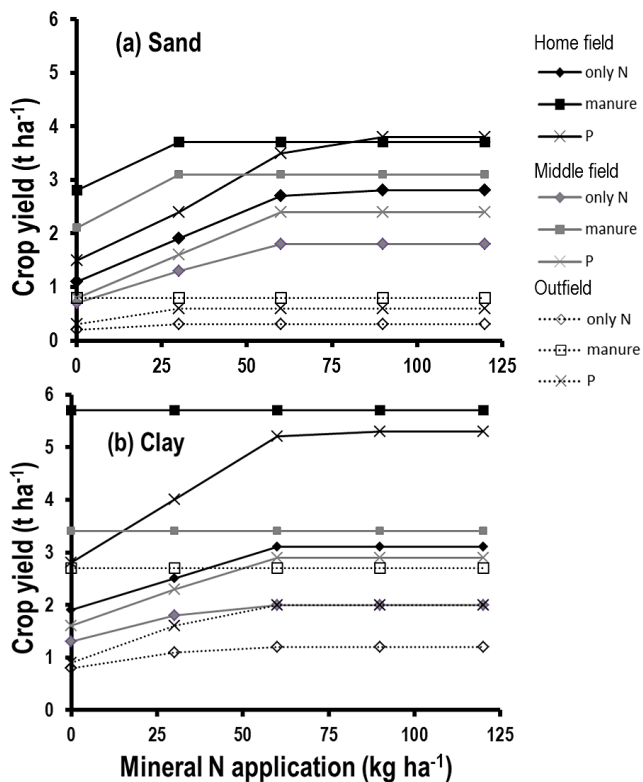 (a) Sand
Crop yield (t ha⁻¹)
6
5
4
3
2
1
0
0 25 50 75 100 125
Home field
only N
manure
P
Middle field
only N
manure
P
Outfield
only N
manure
P
(b) Clay
Crop yield (t ha⁻¹)
6
5
4
3
2
1
0
0 25 50 75 100 125
Mineral N application (kg ha⁻¹)